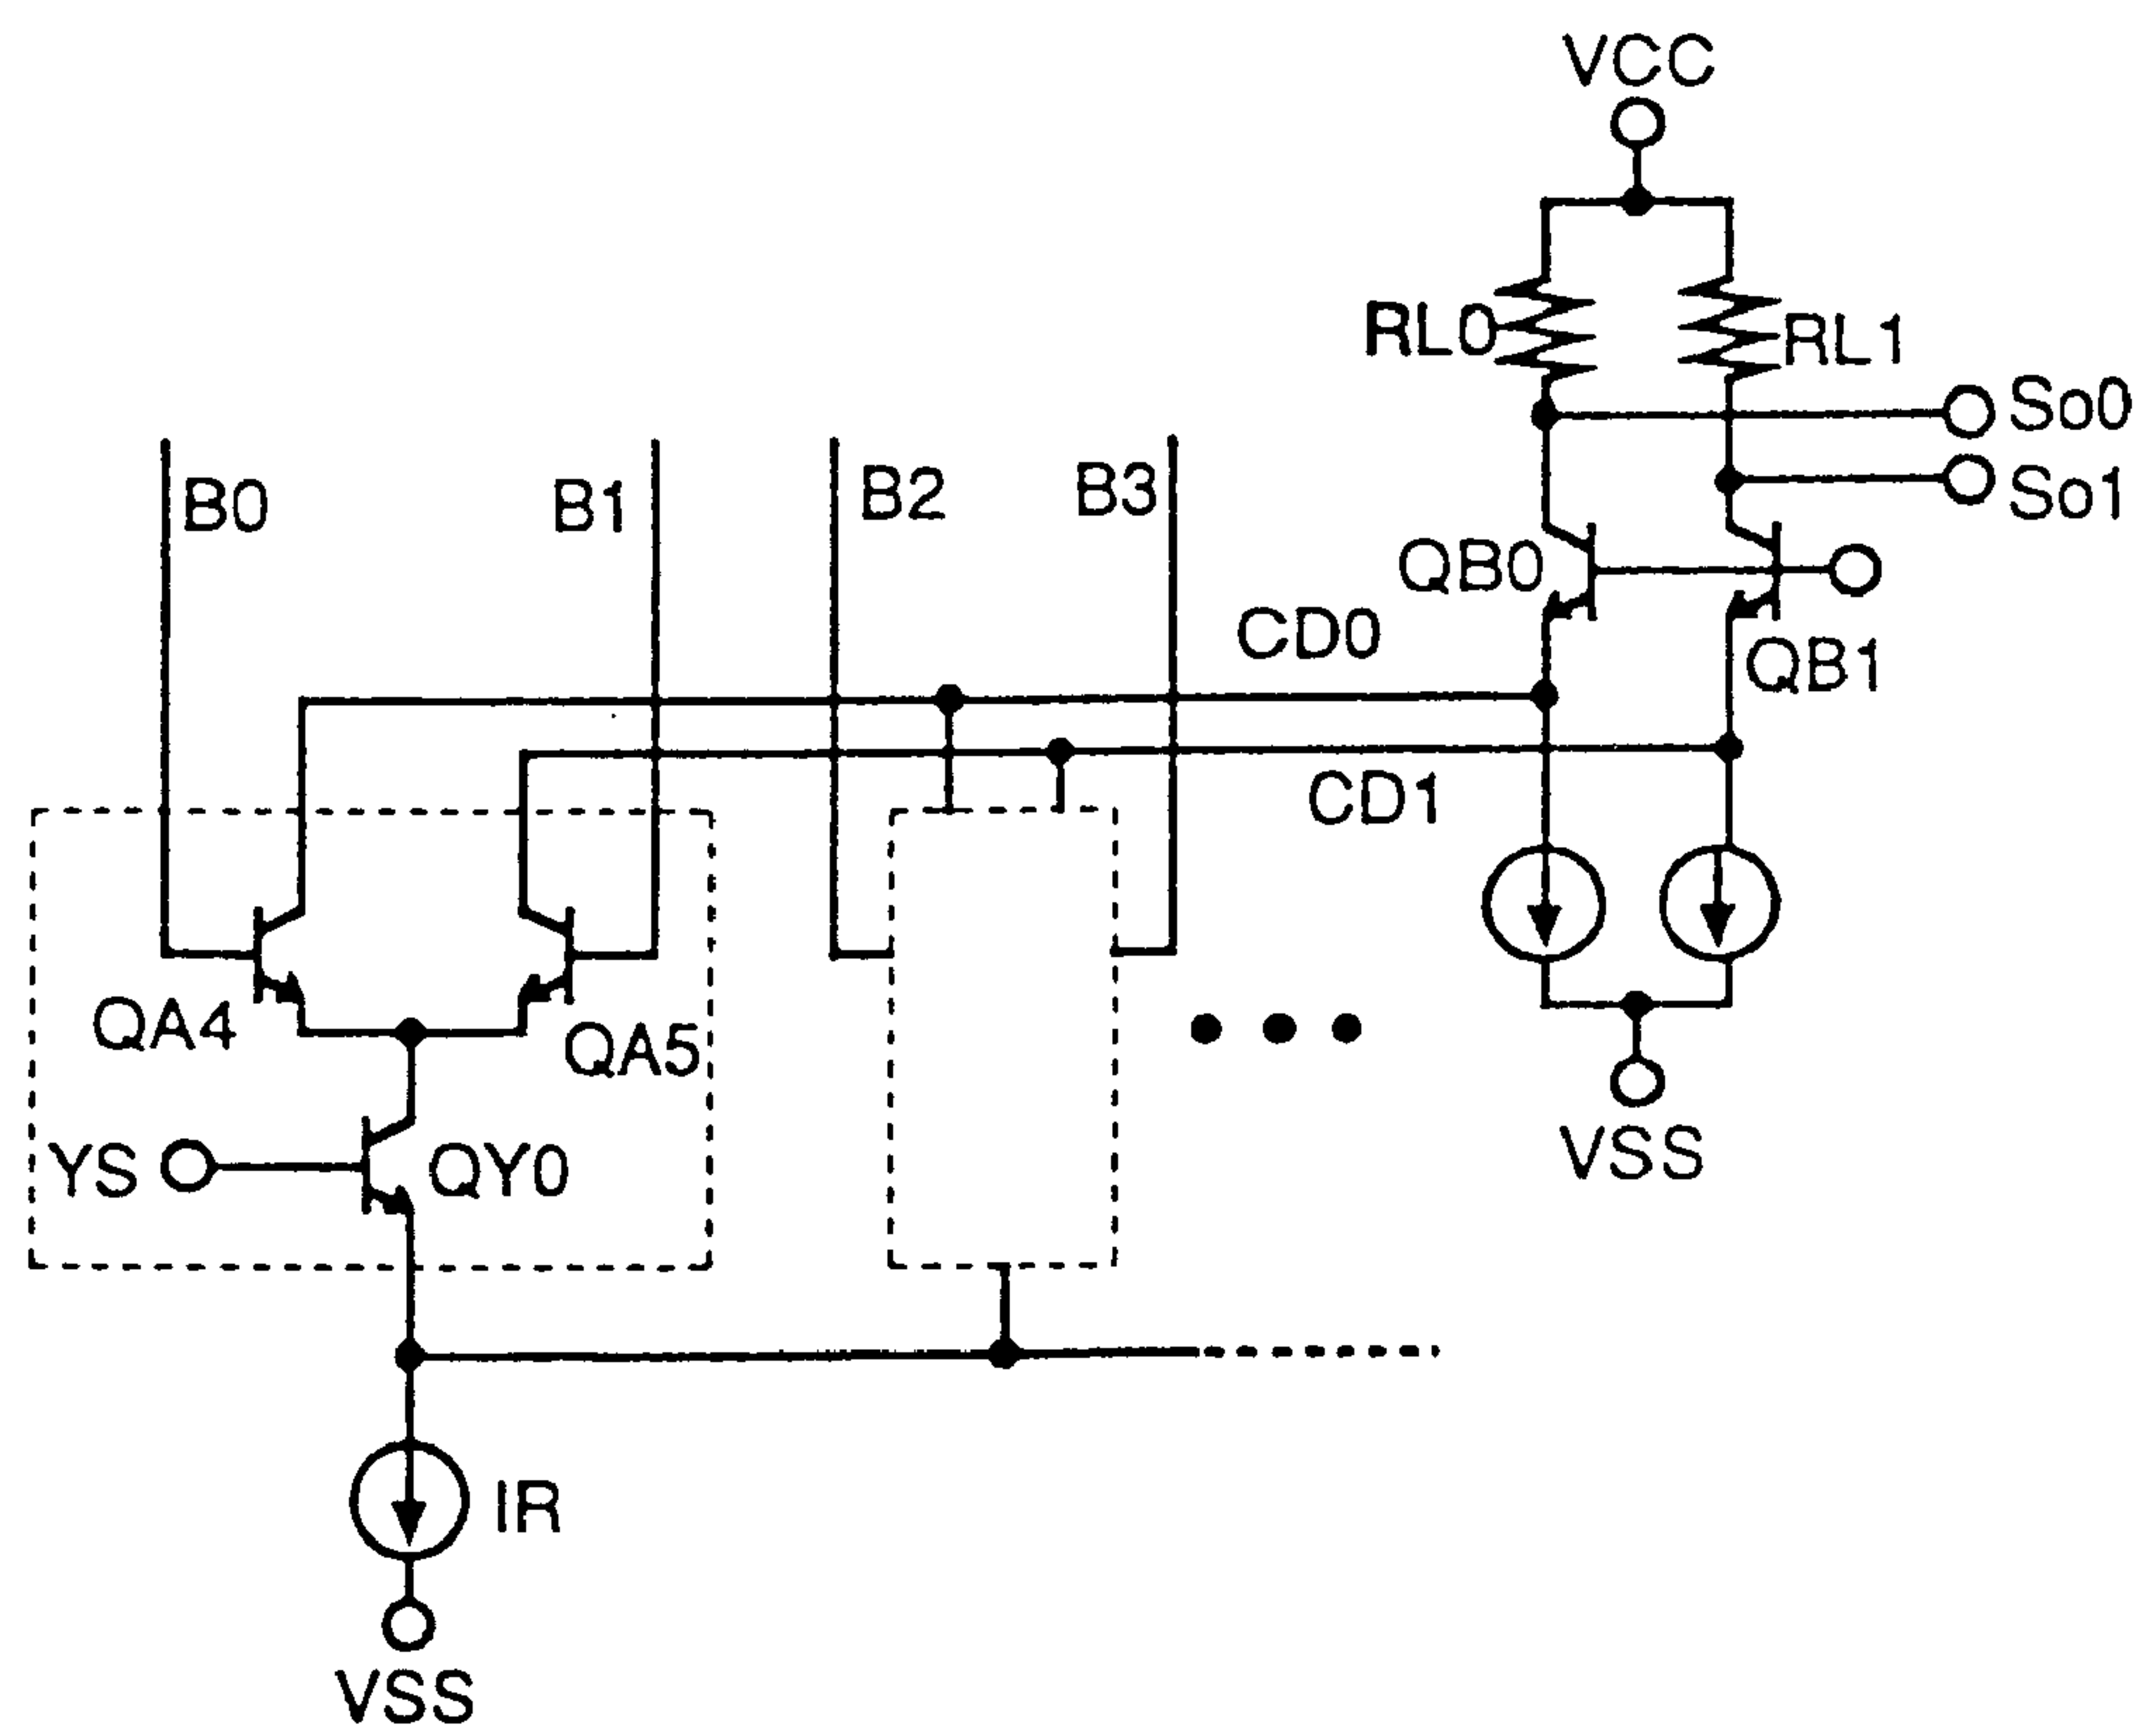 VCC
RL0
RL1
So0
So1
B0
B1
B2
B3
QB0
CD0
QB1
CD1
QA4
QA5
YS
QY0
VSS
IR
VSS